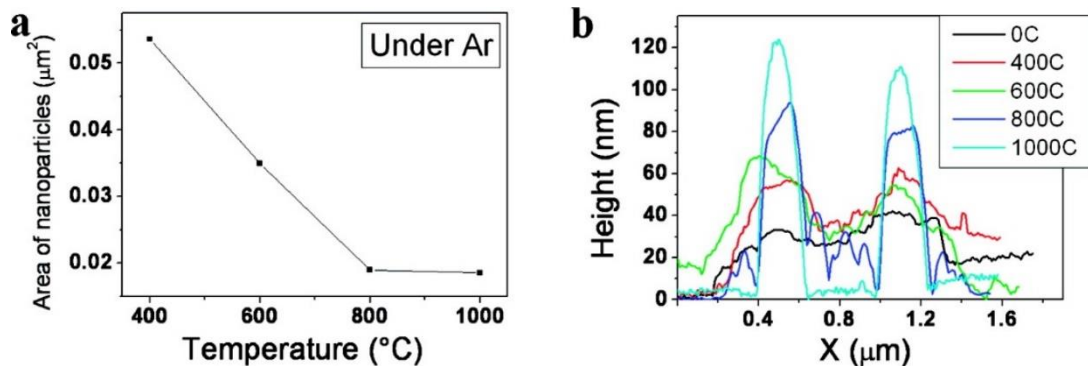 a
Area of nanoparticles (μm²)
0.05
0.04
0.03
0.02
Under Ar
400
600
800
1000
Temperature (°C)
b
Height (nm)
120
100
80
60
40
20
0
0C
400C
600C
800C
1000C
0.4
0.8
1.2
1.6
X (μm)